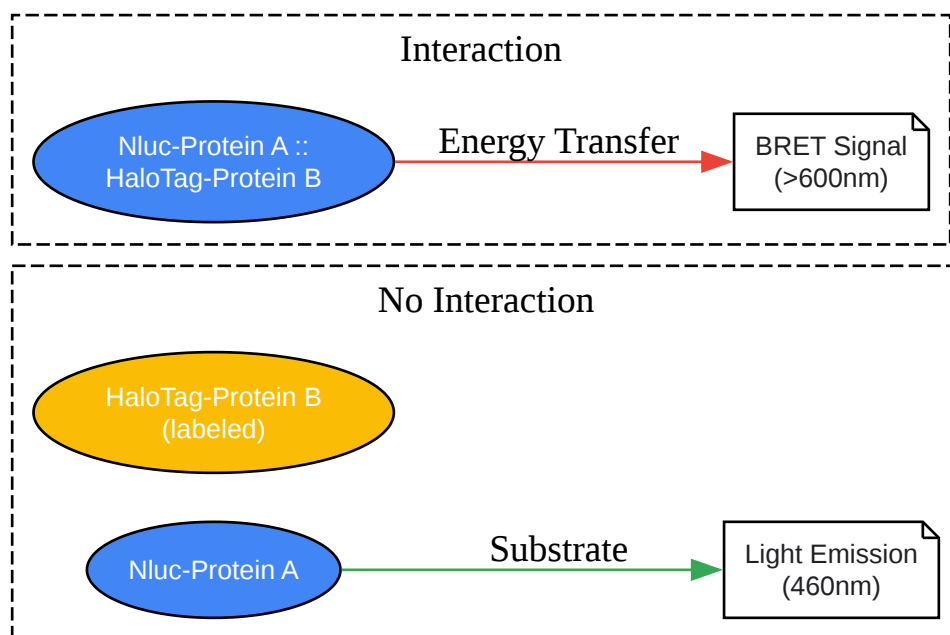 Interaction
Nluc-Protein A ::
HaloTag-Protein B
Energy Transfer
BRET Signal
(>600nm)
No Interaction
HaloTag-Protein B
(labeled)
Nluc-Protein A
Substrate
Light Emission
(460nm)